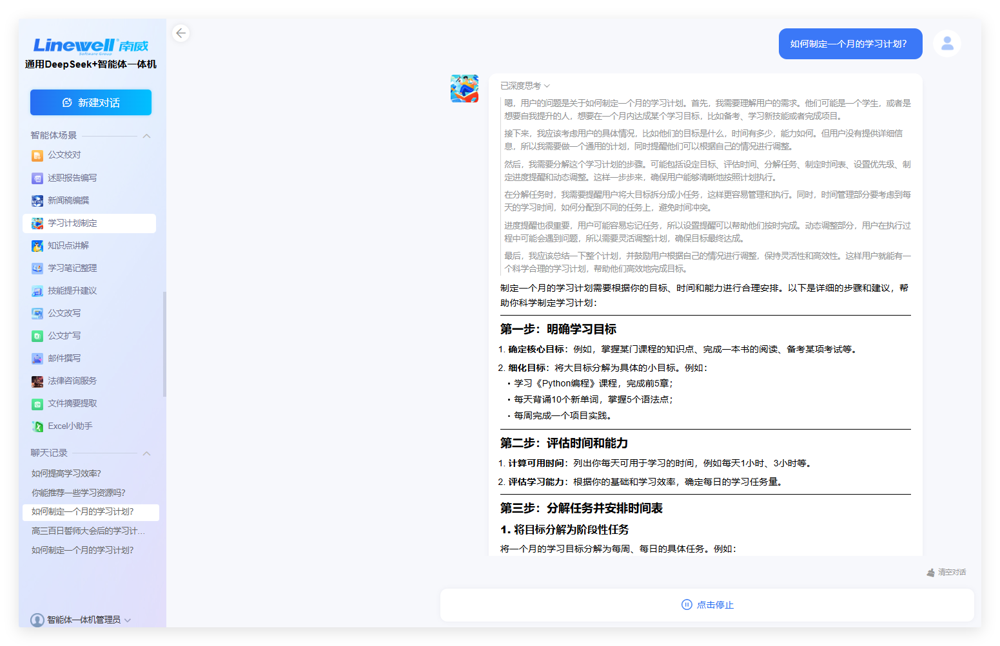 Linewell 南威
Software Group
通用DeepSeek+智能体一体机
新建对话
智能体场景
公文校对
述职报告编写
新闻稿编撰
学习计划制定
知识点讲解
学习笔记整理
技能提升建议
公文改写
公文扩写
邮件撰写
法律咨询服务
文件摘要提取
Excel小助手
聊天记录
如何提高学习效率?
你能推荐一些学习资源吗?
如何制定一个月的学习计划?
高三百日誓师大会后的学习计...
如何制定一个月的学习计划?
智能体一体机管理员
如何制定一个月的学习计划?
已深度思考
嗯，用户的问题是关于如何制定一个月的学习计划。首先，我需要理解用户的需求。他们可能是一个学生，或者是
想要自我提升的人，想要在一个月内达成某个学习目标，比如备考、学习新技能或者完成项目。
接下来，我应该考虑用户的具体情况，比如他们的目标是什么，时间有多少，能力如何。但用户没有提供详细信
息，所以我需要做一个通用的计划，同时提醒他们可以根据自己的情况进行调整。
然后，我需要分解这个学习计划的步骤。可能包括设定目标、评估时间、分解任务、制定时间表、设置优先级、制
定进度提醒和动态调整。这样一步步来，确保用户能够清晰地按照计划执行。
在分解任务时，我需要提醒用户将大目标拆分成小任务，这样更容易管理和执行。同时，时间管理部分要考虑到每
天的学习时间，如何分配到不同的任务上，避免时间冲突。
进度提醒也很重要，用户可能容易忘记任务，所以设置提醒可以帮助他们按时完成。动态调整部分，用户在执行过
程中可能会遇到问题，所以需要灵活调整计划，确保目标最终达成。
最后，我应该总结一下整个计划，并鼓励用户根据自己的情况进行调整，保持灵活性和高效性。这样用户就能有一
个科学合理的学习计划，帮助他们高效地完成目标。
制定一个月的学习计划需要根据你的目标、时间和能力进行合理安排。以下是详细的步骤和建议，帮
助你科学制定学习计划：
第一步：明确学习目标
1. 确定核心目标：例如，掌握某门课程的知识点、完成一本书的阅读、备考某项考试等。
2. 细化目标：将大目标分解为具体的小目标。例如：
• 学习《Python编程》课程，完成前5章；
• 每天背诵10个新单词，掌握5个语法点；
• 每周完成一个项目实践。
第二步：评估时间和能力
1. 计算可用时间：列出你每天可用于学习的时间，例如每天1小时、3小时等。
2. 评估学习能力：根据你的基础和学习效率，确定每日的学习任务量。
第三步：分解任务并安排时间表
1. 将目标分解为阶段性任务
将一个月的学习目标分解为每周、每日的具体任务。例如：
清空对话
点击停止